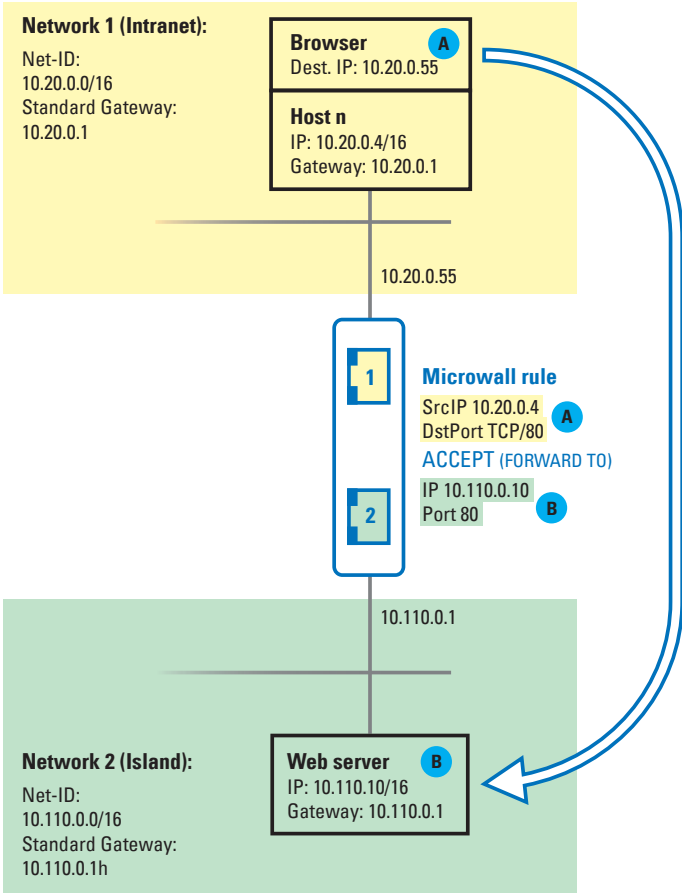 Network 1 (Intranet):
Net-ID:
10.20.0.0/16
Standard Gateway:
10.20.0.1
Browser
A
Dest. IP: 10.20.0.55
Host n
IP: 10.20.0.4/16
Gateway: 10.20.0.1
10.20.0.55
1
Microwall rule
SrcIP 10.20.0.4
DstPort TCP/80
A
ACCEPT (FORWARD TO)
IP 10.110.0.10
Port 80
B
2
10.110.0.1
Network 2 (Island):
Net-ID:
10.110.0.0/16
Standard Gateway:
10.110.0.1h
Web server
B
IP: 10.110.10/16
Gateway: 10.110.0.1